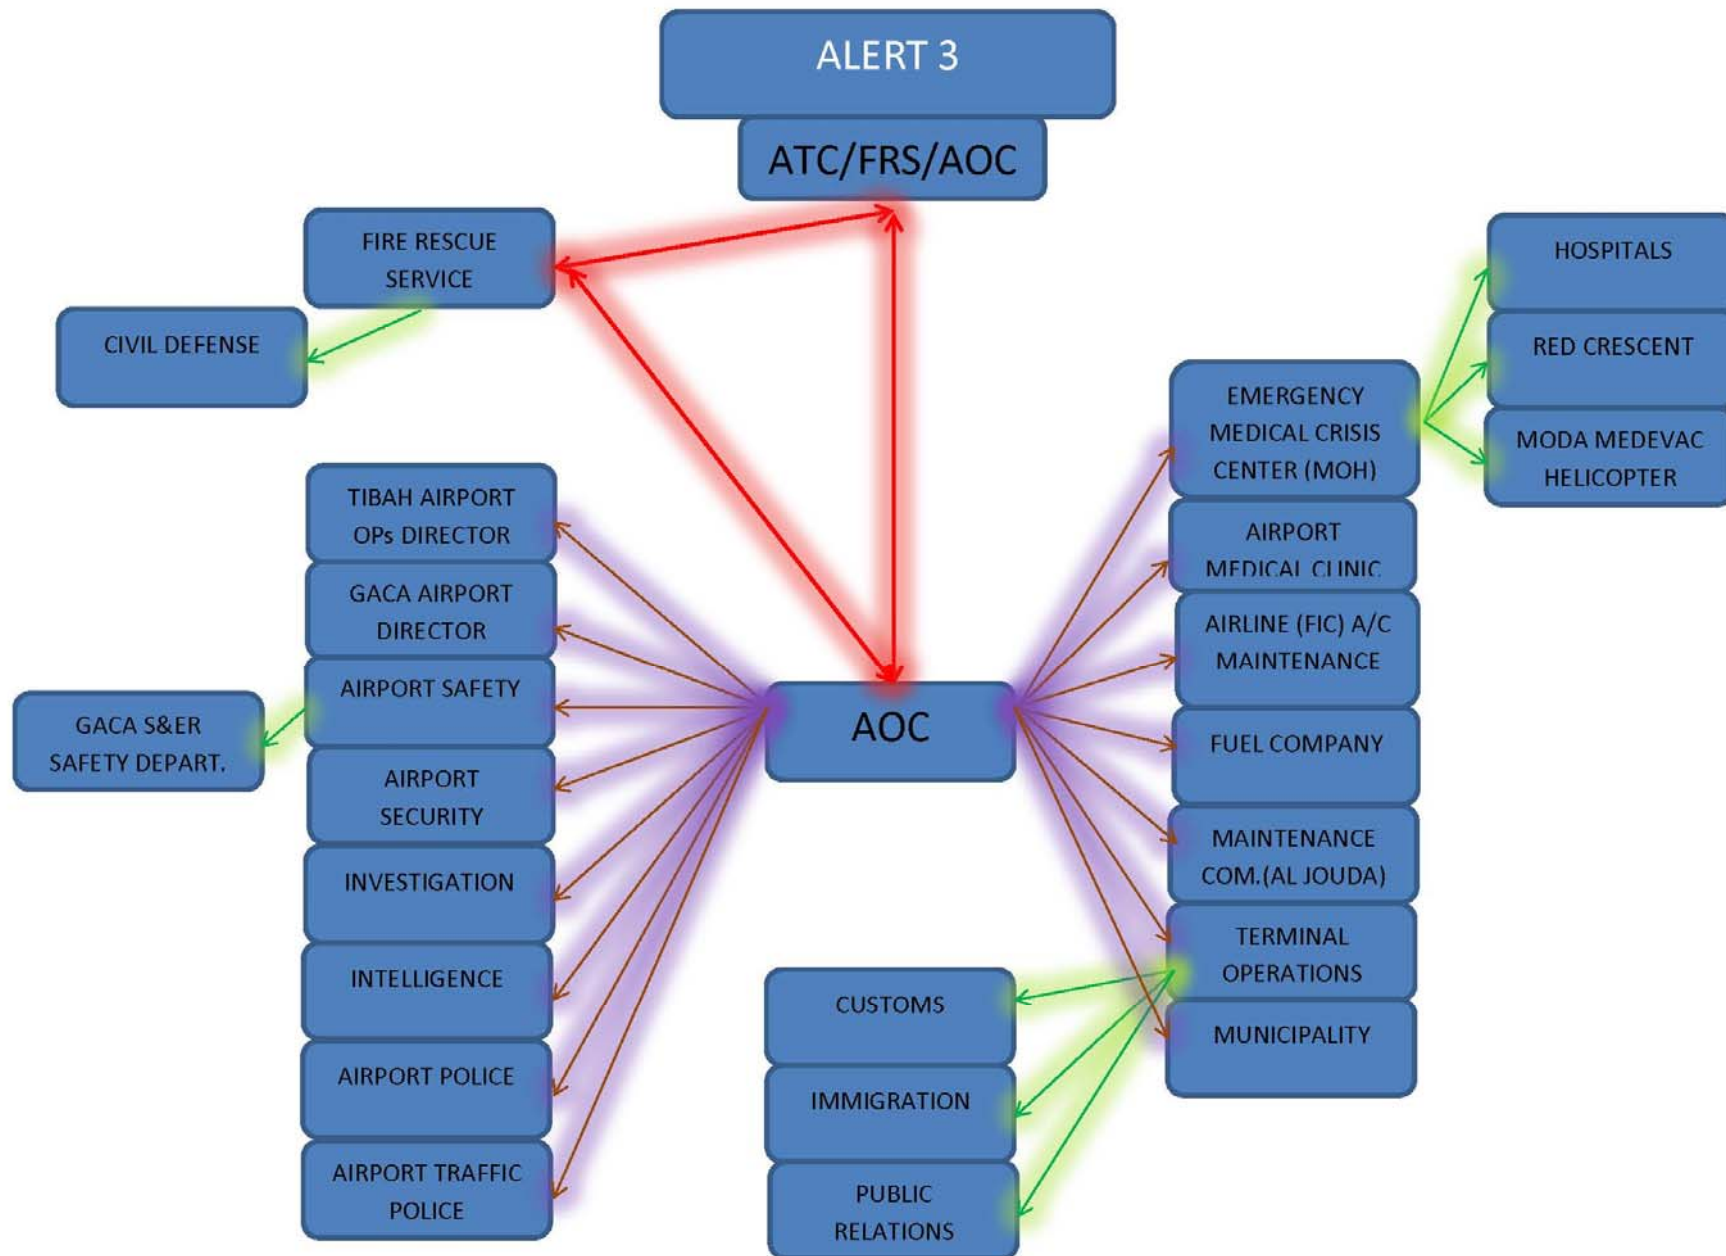 ALERT 3
ATC/FRS/AOC
FIRE RESCUE
SERVICE
CIVIL DEFENSE
HOSPITALS
RED CRESCENT
MODA MEDEVAC
HELICOPTER
EMERGENCY
MEDICAL CRISIS
CENTER (MOH)
AIRPORT
MEDICAL CLINIC
AIRLINE (FIC) A/C
MAINTENANCE
FUEL COMPANY
MAINTENANCE
COM.(AL JOUDA)
TERMINAL
OPERATIONS
MUNICIPALITY
TIBAH AIRPORT
OPs DIRECTOR
GACA AIRPORT
DIRECTOR
AIRPORT SAFETY
GACA S&ER
SAFETY DEPART.
AIRPORT
SECURITY
INVESTIGATION
INTELLIGENCE
AIRPORT POLICE
AIRPORT TRAFFIC
POLICE
AOC
CUSTOMS
IMMIGRATION
PUBLIC
RELATIONS